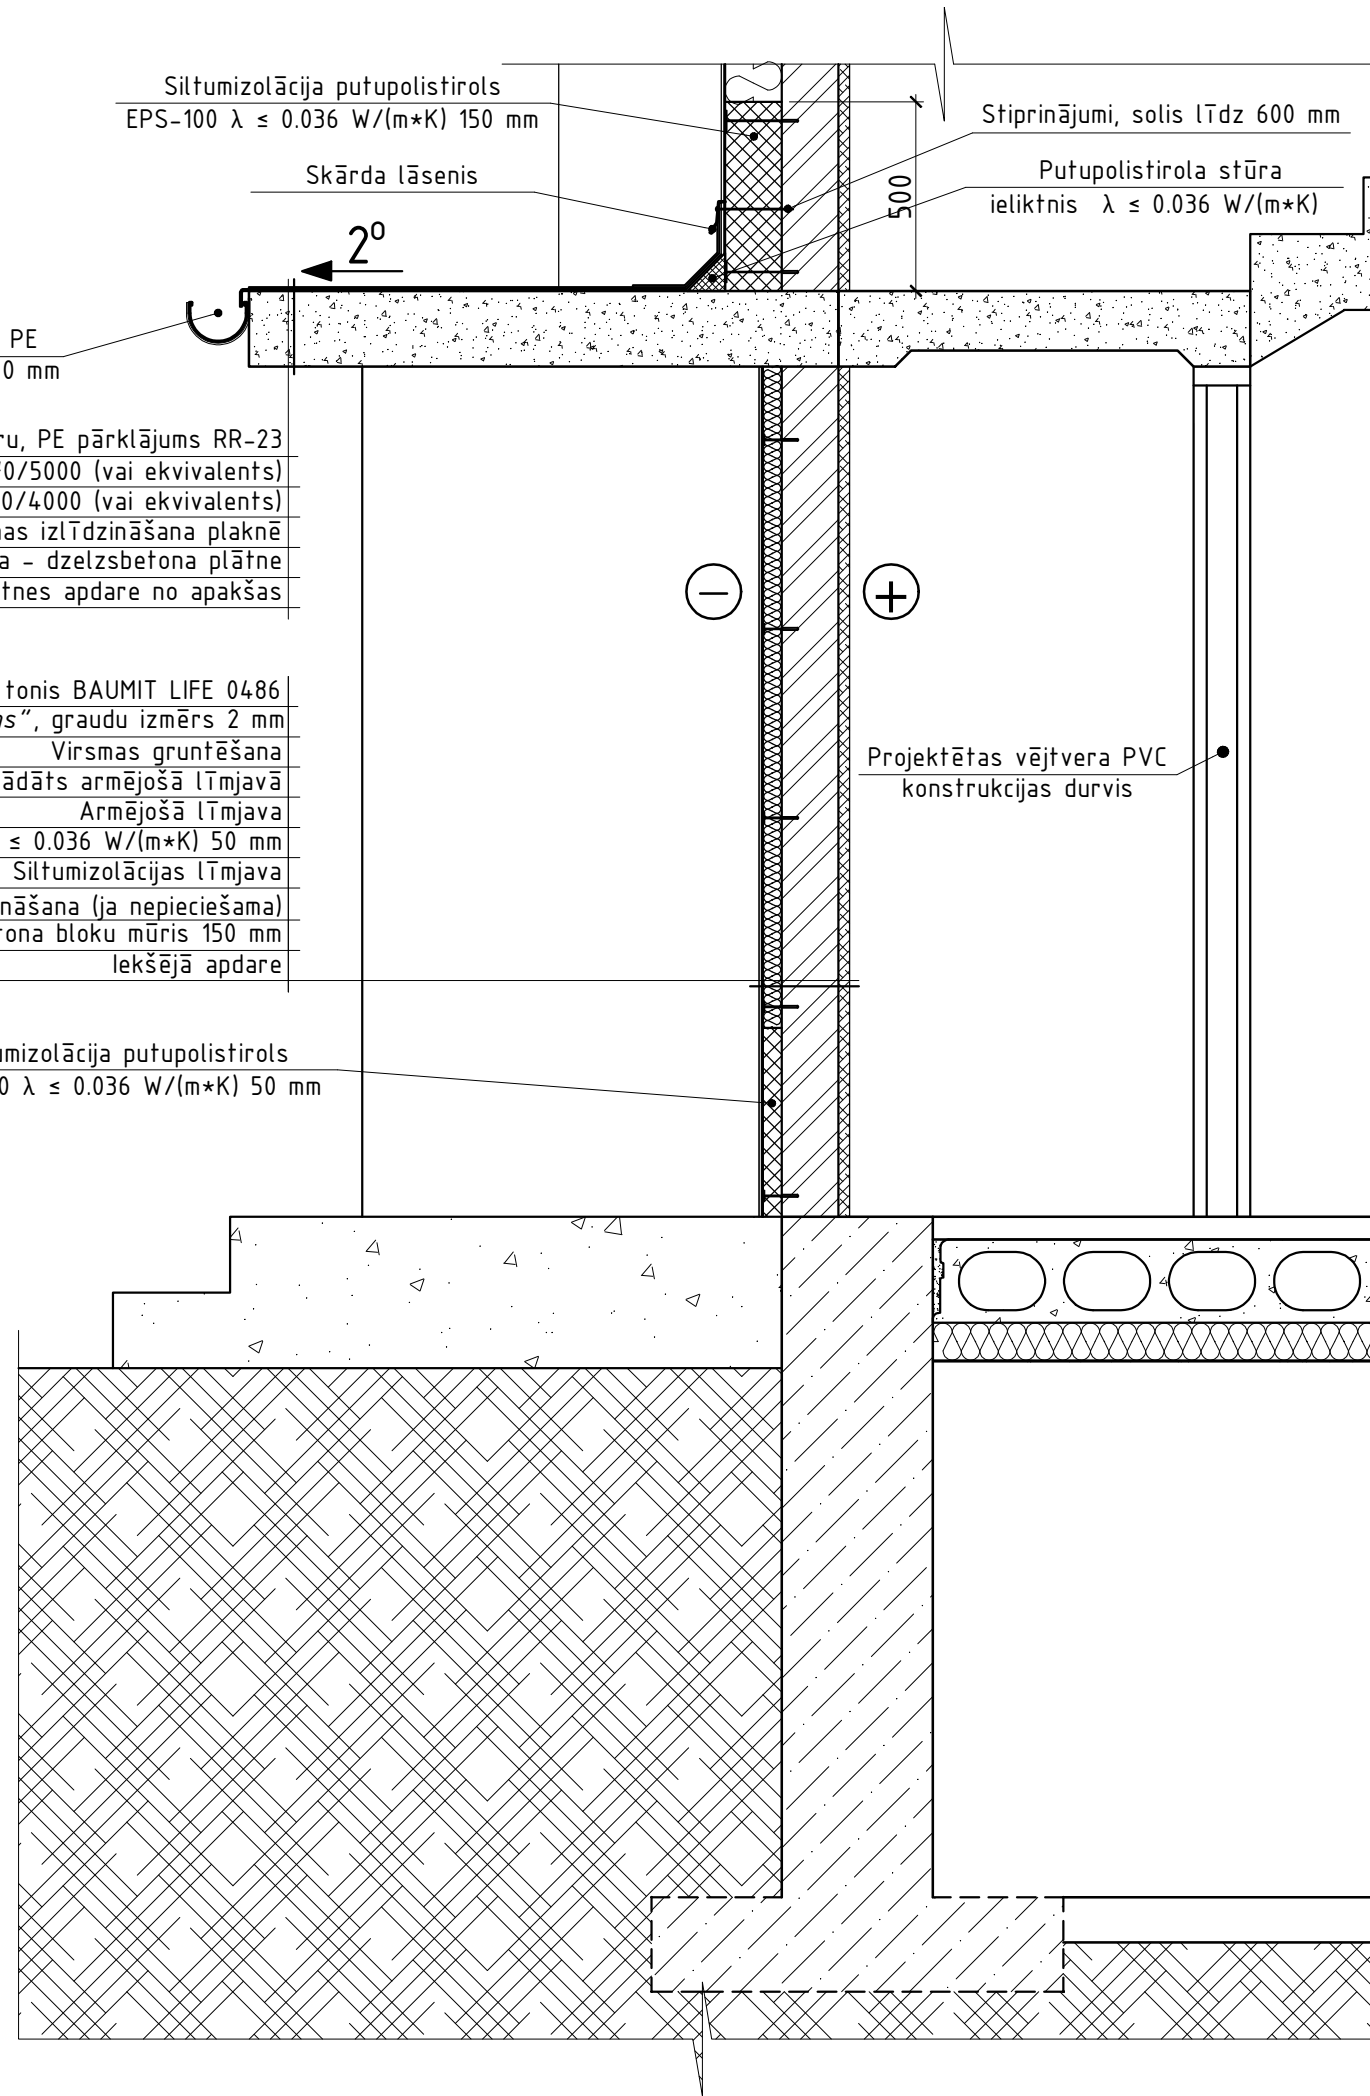 Siltumizolācija putupolistirols
EPS-100 λ ≤ 0.036 W/(m*K) 150 mm
Stiprinājumi, solis līdz 600 mm
Skārda lāsenis
Putupolistirola stūra
ieliktnis λ ≤ 0.036 W/(m*K)
500
2⁰
PE
0 mm
ru, PE pārklājums RR-23
F0/5000 (vai ekvivalents)
0/4000 (vai ekvivalents)
as izlīdzināšana plaknē
a - dzelzsbetona plātne
tnes apdare no apakšas
−
+
tonis BAUMIT LIFE 0486
ns", graudu izmērs 2 mm
Virsmas gruntēšana
ādāts armējošā līmjavā
Armējošā līmjava
≤ 0.036 W/(m*K) 50 mm
Siltumizolācijas līmjava
nāšana (ja nepieciešama)
tona bloku mūris 150 mm
Iekšējā apdare
Projektētas vējtvera PVC
konstrukcijas durvis
umizolācija putupolistirols
0 λ ≤ 0.036 W/(m*K) 50 mm